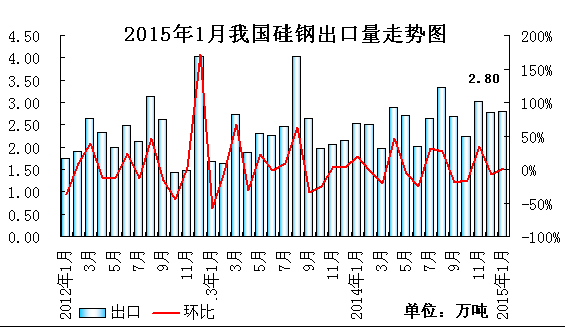 2015年1月我国硅钢出口量走势图
4.50
4.00
3.50
3.00
2.50
2.00
1.50
1.00
0.50
0.00
200%
150%
100%
50%
0%
-50%
-100%
2.80
2012年1月
3月
5月
7月
9月
11月
.3年1月
3月
5月
7月
9月
11月
2014年1月
3月
5月
7月
9月
11月
2015年1月
出口 环比
单位：万吨